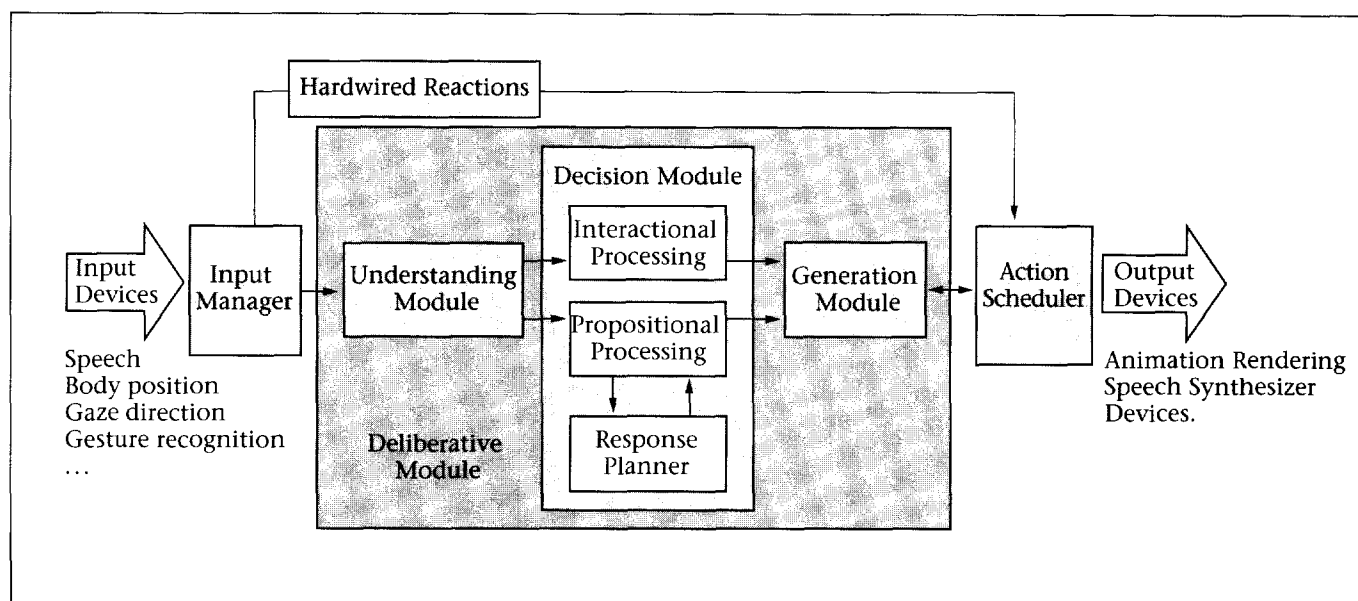 Hardwired Reactions
Input
Devices
Speech
Body position
Gaze direction
Gesture recognition
...
Input
Manager
Understanding
Module
Deliberative
Module
Decision Module
Interactional
Processing
Propositional
Processing
Response
Planner
Generation
Module
Action
Scheduler
Output
Devices
Animation Rendering
Speech Synthesizer
Devices.